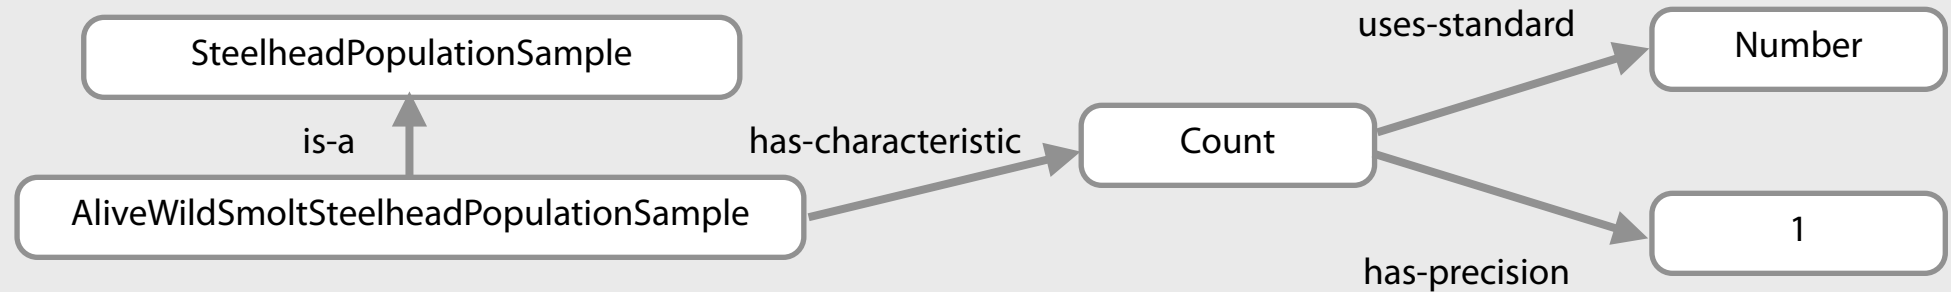 SteelheadPopulationSample
is-a
AliveWildSmoltSteelheadPopulationSample
has-characteristic
Count
uses-standard
Number
has-precision
1